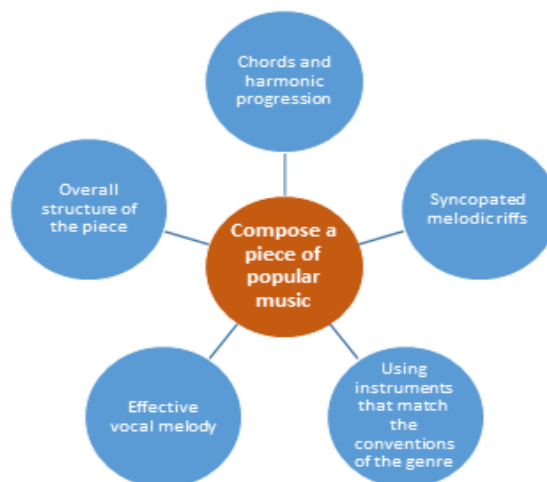 Chords and
harmonic
progression
Overall
structure of
the piece
Syncopated
melodic riffs
Compose a
piece of
popular
music
Effective
vocal melody
Using
instruments
that match
the
conventions
of the genre